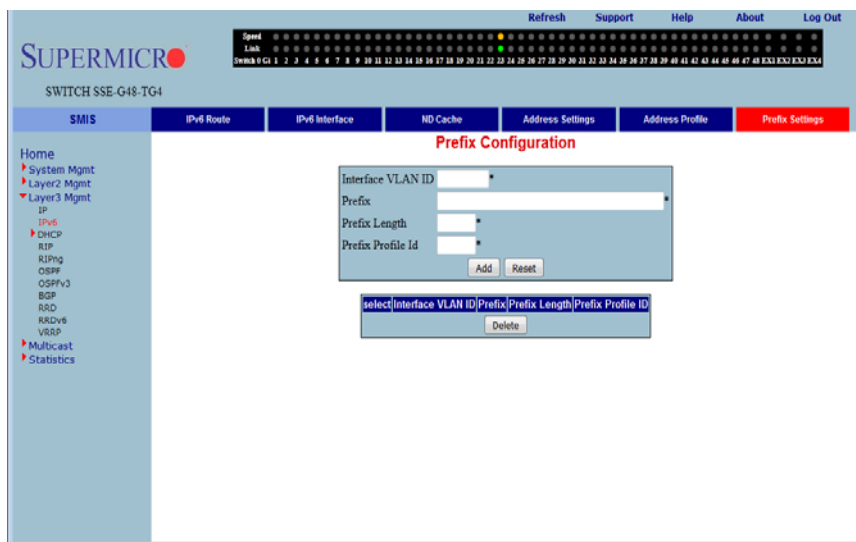 Refresh Support Help About Log Out
SUPERMICRO
Speed
Link
Switch 0 Gi 1 2 3 4 5 6 7 8 9 10 11 12 13 14 15 16 17 18 19 20 21 22 23 24 25 26 27 28 29 30 31 32 33 34 35 36 37 38 39 40 41 42 43 44 45 46 47 48 EX1 EX2 EX3 EX4
SWITCH SSE-G48-TG4
SMIS IPv6 Route IPv6 Interface ND Cache Address Settings Address Profile Prefix Settings
Prefix Configuration
Home
System Mgmt
Layer2 Mgmt
Layer3 Mgmt
IP
IPv6
DHCP
RIP
RIPng
OSPF
OSPFv3
BGP
RRD
RRDv6
VRRP
Multicast
Statistics
Interface VLAN ID *
Prefix *
Prefix Length *
Prefix Profile Id *
Add Reset
select Interface VLAN ID Prefix Prefix Length Prefix Profile ID
Delete